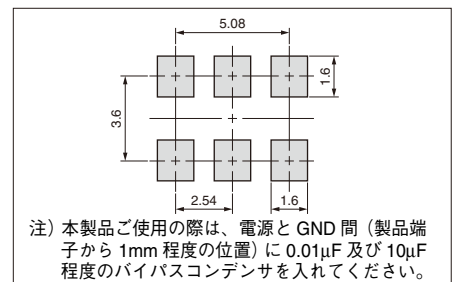 5.08
1.6
3.6
2.54
1.6
注）本製品ご使用の際は、電源と GND 間（製品端
子から 1mm 程度の位置）に 0.01μF 及び 10μF
程度のバイパスコンデンサを入れてください。